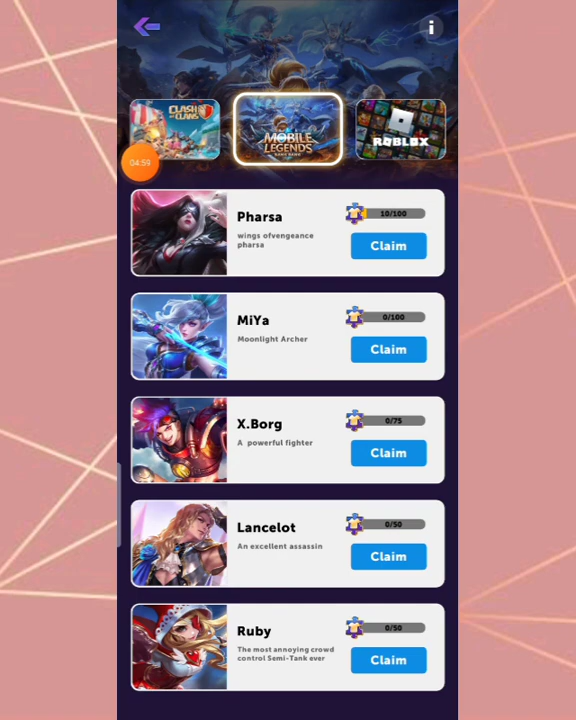 i
CLASH
OF
CLANS
MOBILE
LEGENDS
BANG BANG
ROBLOX
04:59
Pharsa
wings ofvengeance
pharsa
10/100
Claim
MiYa
Moonlight Archer
0/100
Claim
X.Borg
A powerful fighter
0/75
Claim
Lancelot
An excellent assassin
0/50
Claim
Ruby
The most annoying crowd
control Semi-Tank ever
0/50
Claim